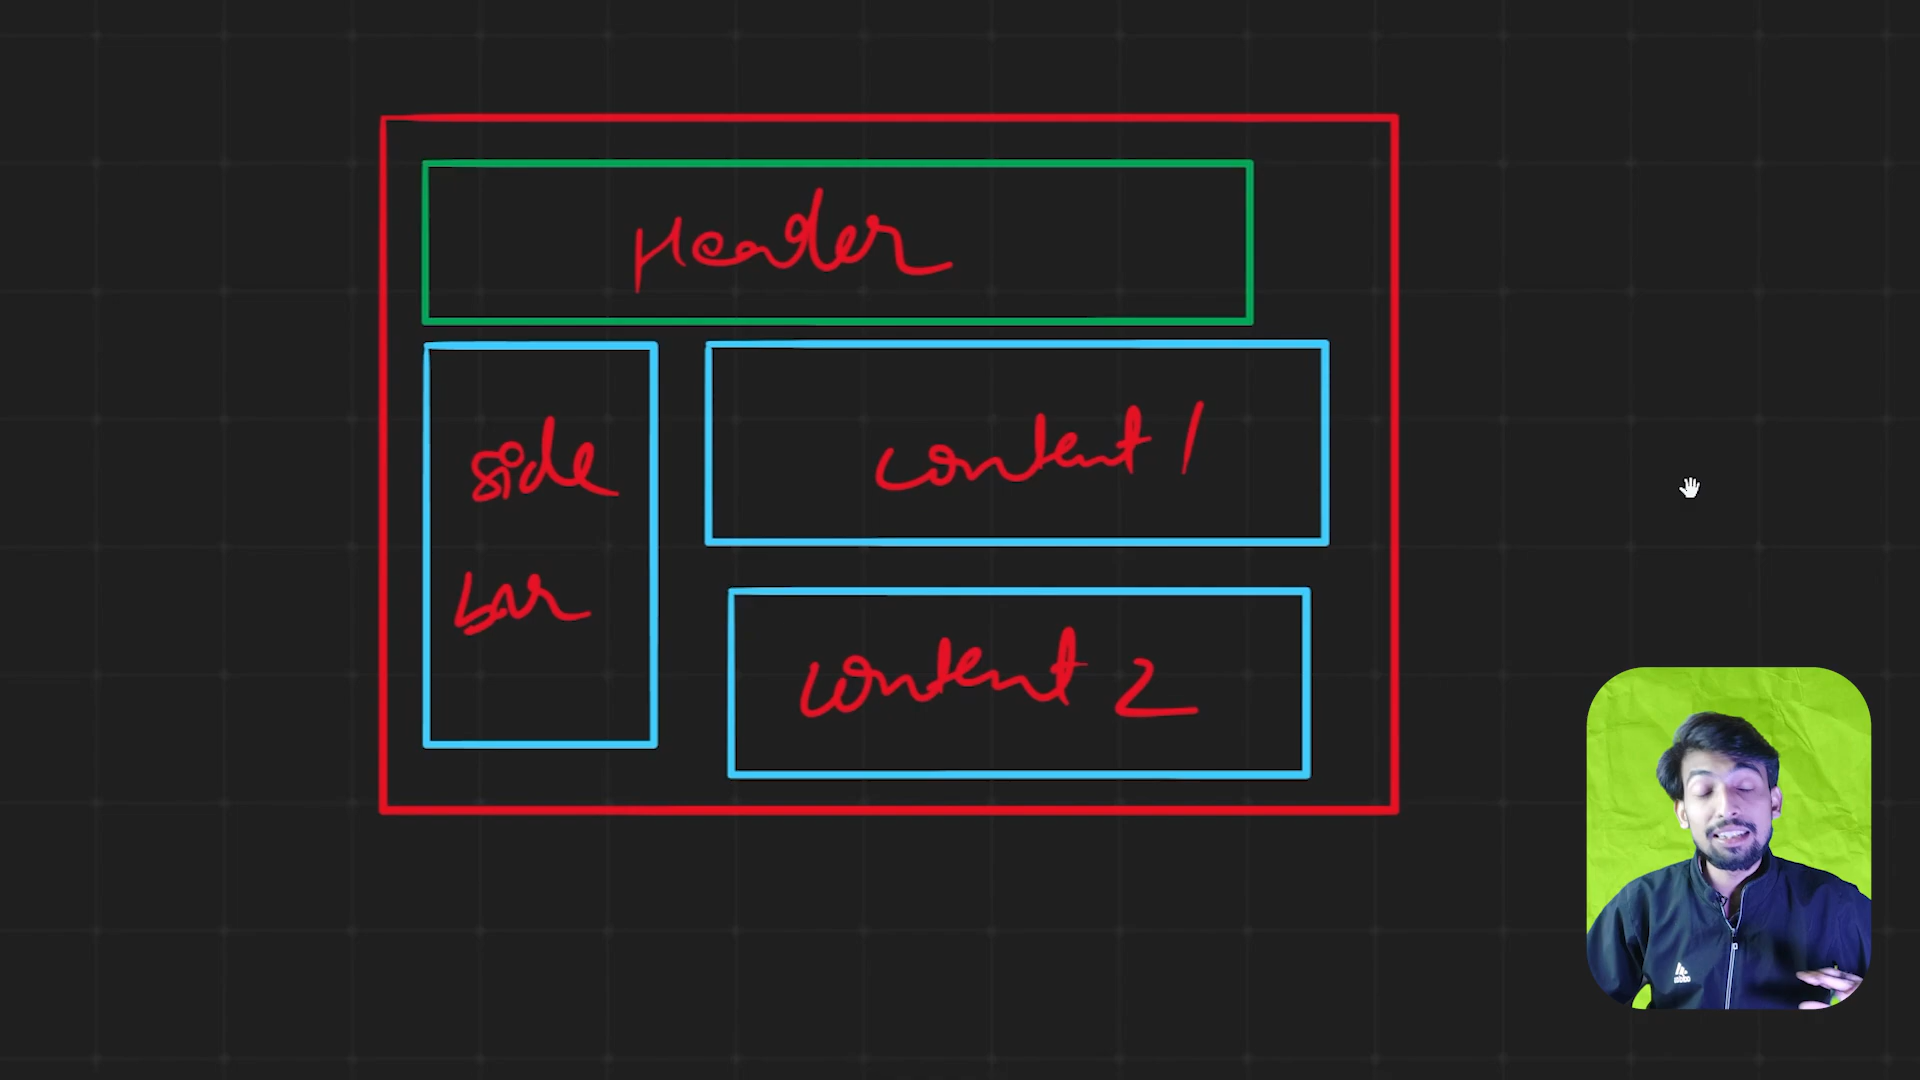 Header
side
bar
content 1
content 2